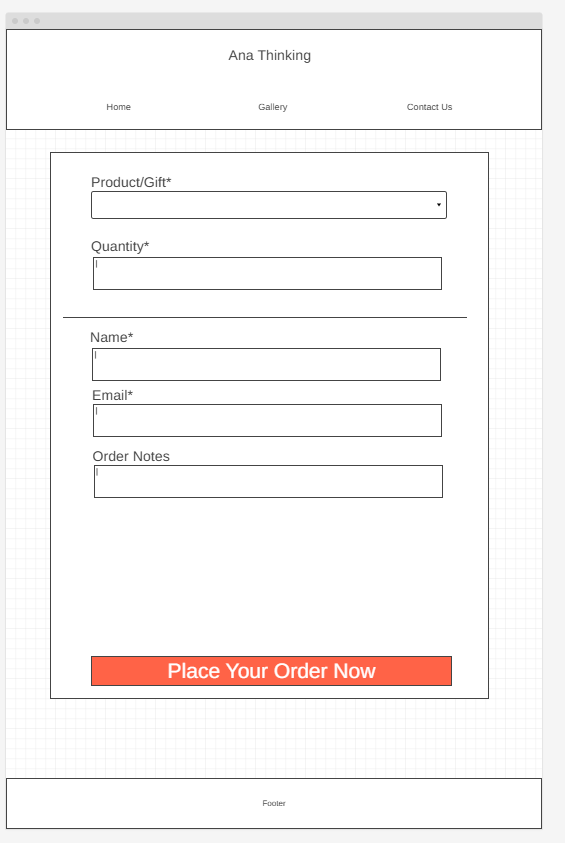 Ana Thinking
Home Gallery Contact Us
Product/Gift*
Quantity*
Name*
Email*
Order Notes
Place Your Order Now
Footer